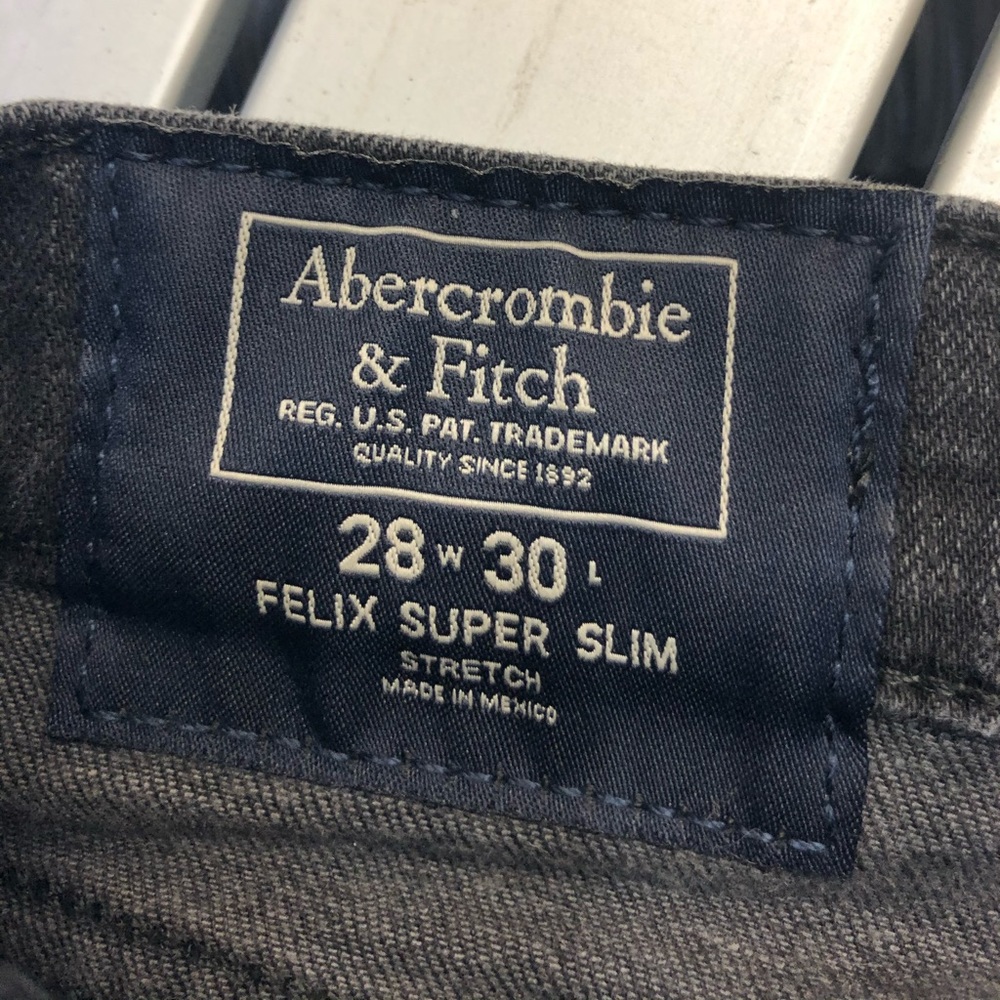 Abercrombie
& Fitch
REG. U.S. PAT. TRADEMARK
QUALITY SINCE 1892
28 W 30 L
FELIX SUPER SLIM
STRETCH
MADE IN MEXICO